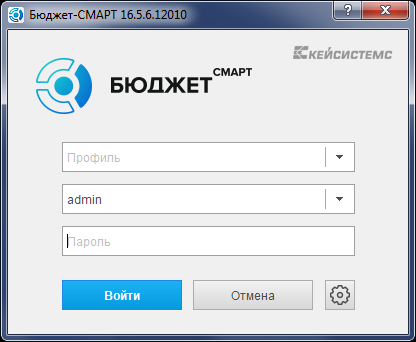 Бюджет-СМАРТ 16.5.6.12010
КЕЙСИСТЕМС
БЮДЖЕТ СМАРТ
Профиль
admin
Пароль
Войти
Отмена